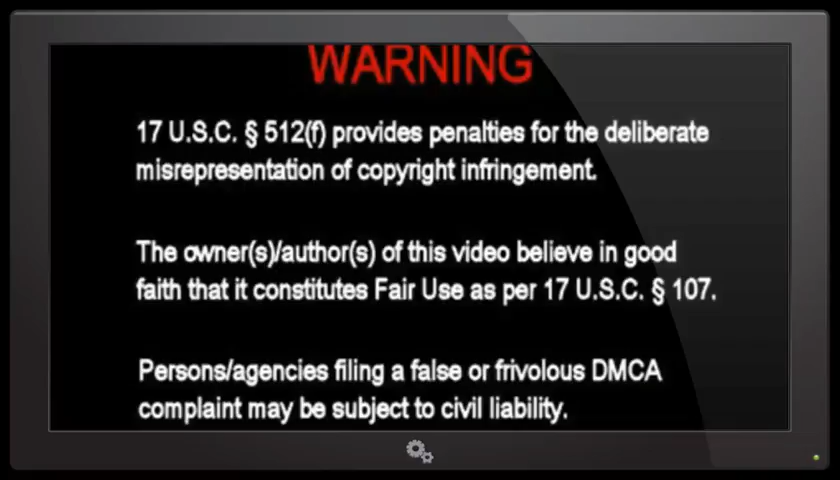 WARNING
17 U.S.C. § 512(f) provides penalties for the deliberate
misrepresentation of copyright infringement.
The owner(s)/author(s) of this video believe in good
faith that it constitutes Fair Use as per 17 U.S.C. § 107.
Persons/agencies filing a false or frivolous DMCA
complaint may be subject to civil liability.